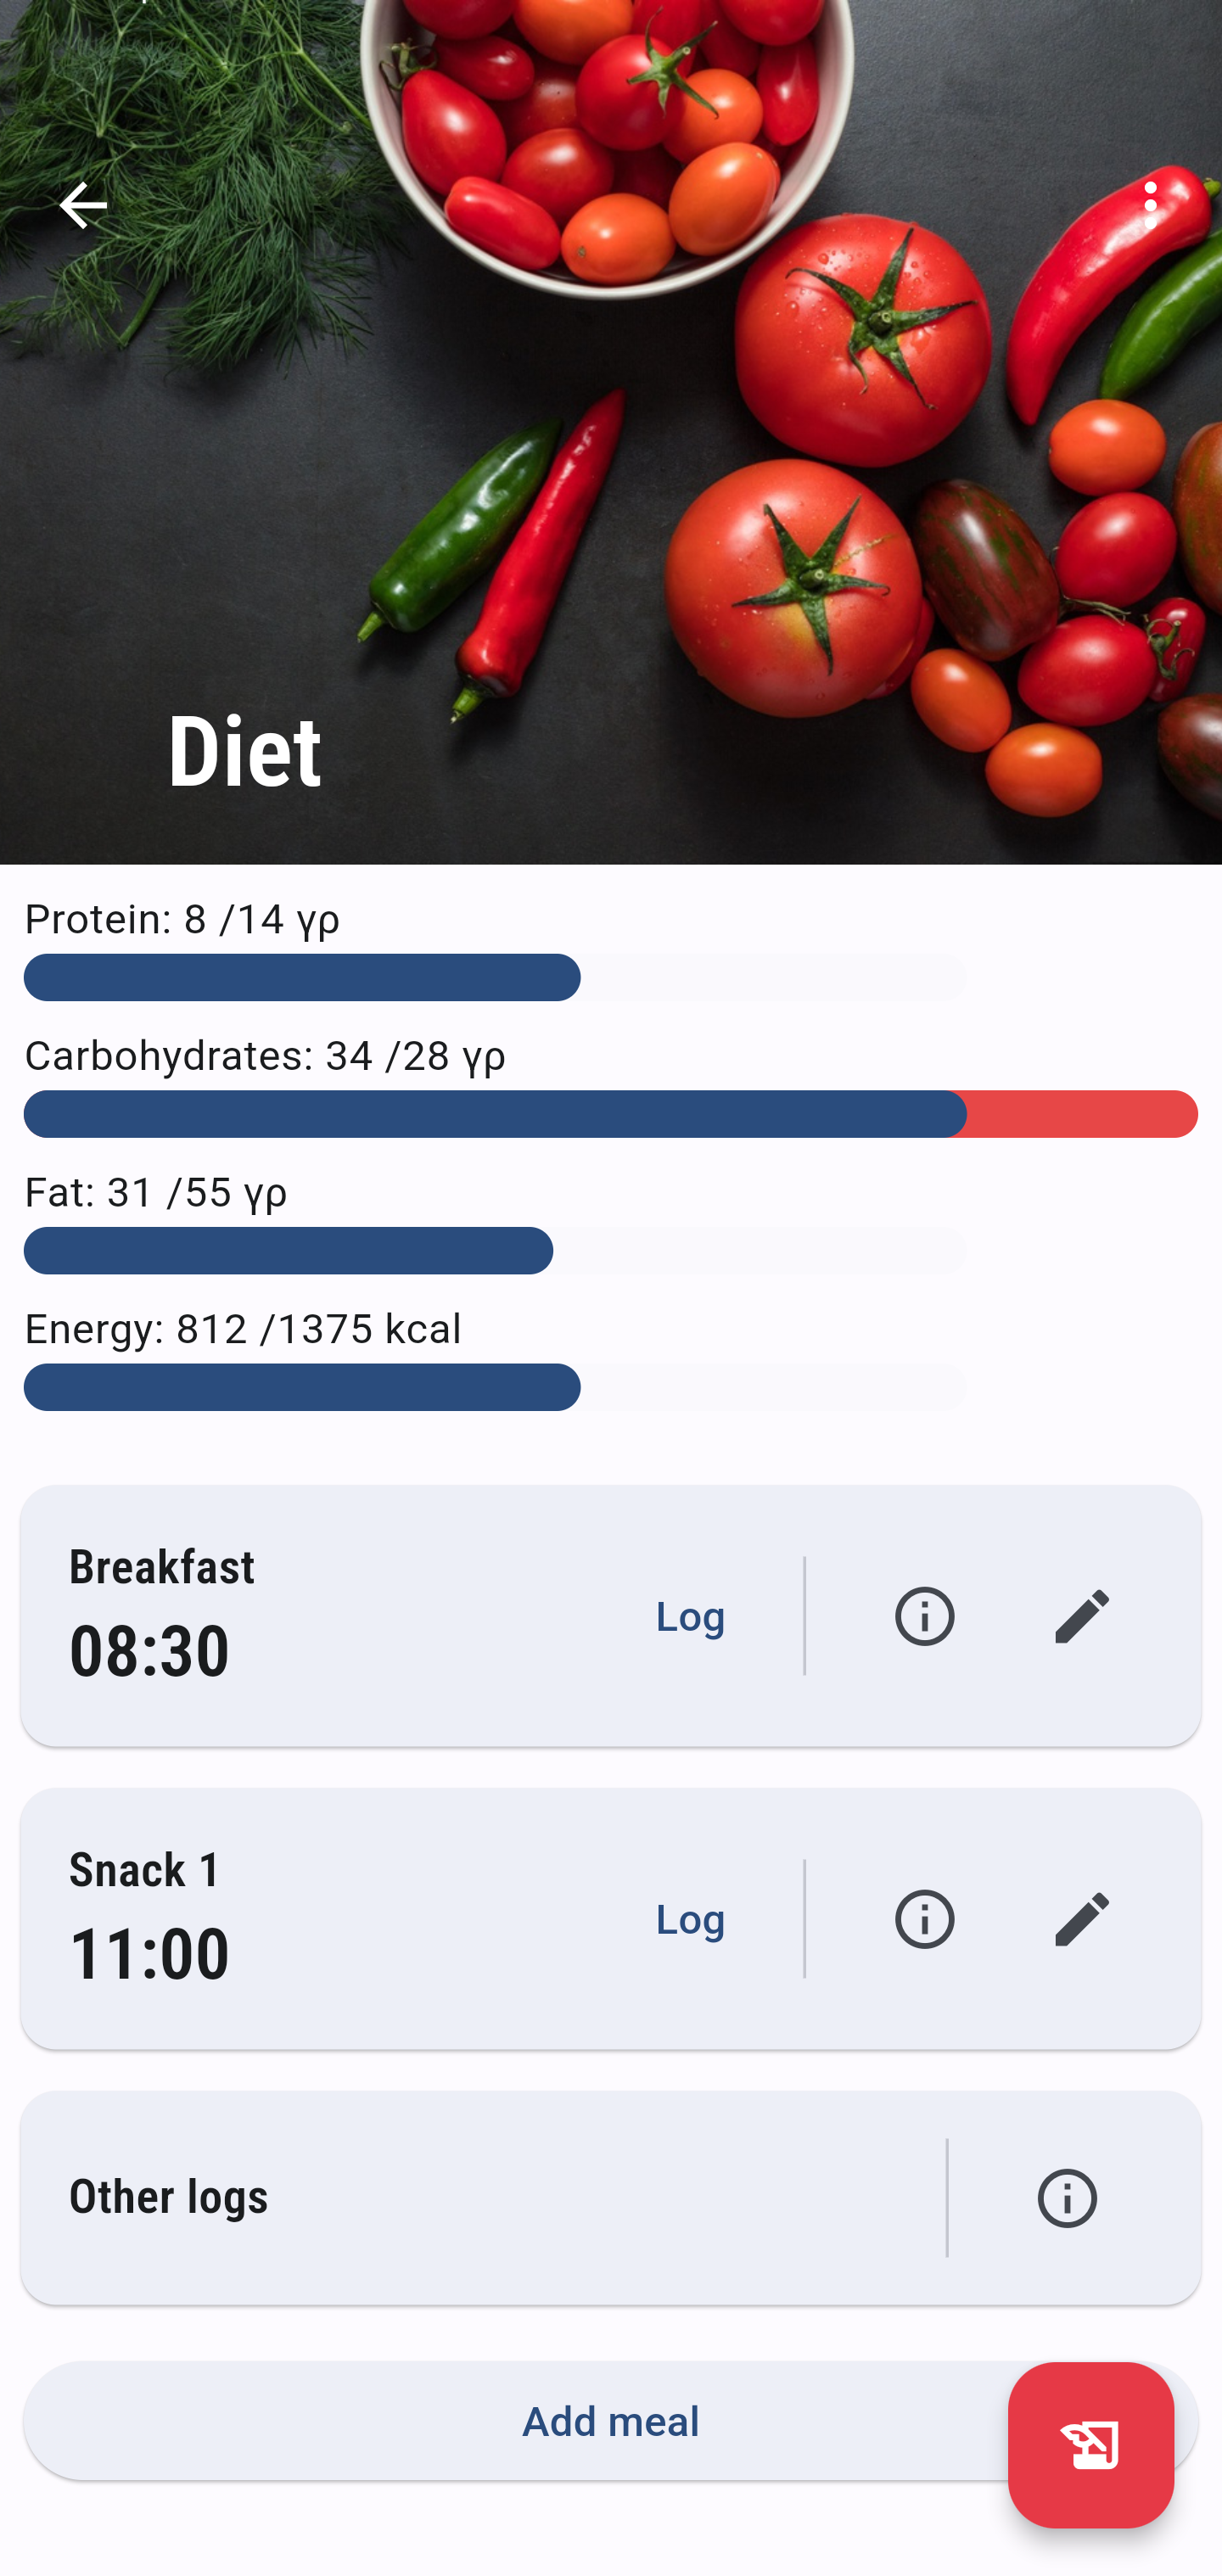 Diet
Protein: 8 /14 γρ
Carbohydrates: 34 /28 γρ
Fat: 31 /55 γρ
Energy: 812 /1375 kcal
Breakfast
08:30
Log
Snack 1
11:00
Log
Other logs
Add meal